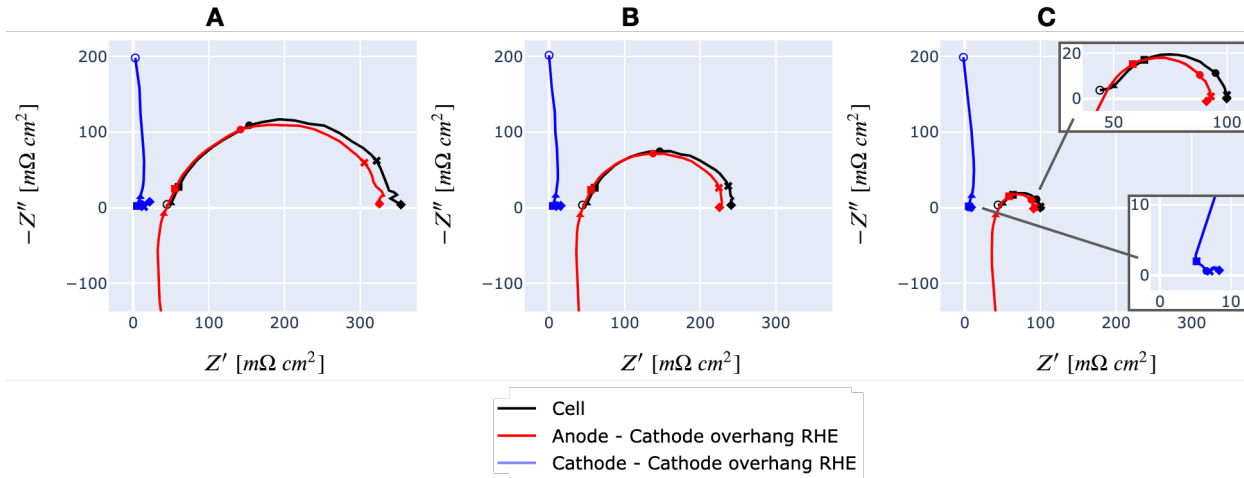 A B C
200
100
0
−100
−Z″ [mΩ cm²]
0 100 200 300
Z′ [mΩ cm²]
200
100
0
−100
−Z″ [mΩ cm²]
0 100 200 300
Z′ [mΩ cm²]
200
100
0
−100
−Z″ [mΩ cm²]
0 100 200 300
Z′ [mΩ cm²]
20
0
50 100
10
0
0 10
Cell
Anode - Cathode overhang RHE
Cathode - Cathode overhang RHE